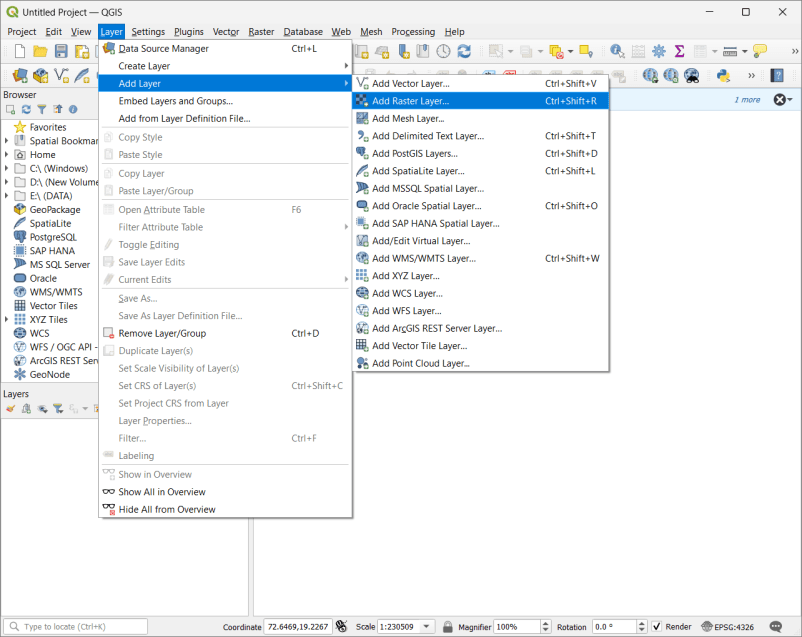 Untitled Project — QGIS
Project Edit View Layer Settings Plugins Vector Raster Database Web Mesh Processing Help
Data Source Manager Ctrl+L
Create Layer
Add Layer
Embed Layers and Groups...
Add from Layer Definition File...
Copy Style
Paste Style
Copy Layer
Paste Layer/Group
Open Attribute Table F6
Filter Attribute Table
Toggle Editing
Save Layer Edits
Current Edits
Save As...
Save As Layer Definition File...
Remove Layer/Group Ctrl+D
Duplicate Layer(s)
Set Scale Visibility of Layer(s)
Set CRS of Layer(s) Ctrl+Shift+C
Set Project CRS from Layer
Layer Properties...
Filter... Ctrl+F
Labeling
Show in Overview
Show All in Overview
Hide All from Overview
Add Vector Layer... Ctrl+Shift+V
Add Raster Layer... Ctrl+Shift+R
Add Mesh Layer...
Add Delimited Text Layer... Ctrl+Shift+T
Add PostGIS Layers... Ctrl+Shift+D
Add SpatiaLite Layer... Ctrl+Shift+L
Add MSSQL Spatial Layer...
Add Oracle Spatial Layer... Ctrl+Shift+O
Add SAP HANA Spatial Layer...
Add/Edit Virtual Layer...
Add WMS/WMTS Layer... Ctrl+Shift+W
Add XYZ Layer...
Add WCS Layer...
Add WFS Layer...
Add ArcGIS REST Server Layer...
Add Vector Tile Layer...
Add Point Cloud Layer...
1 more
Browser
Favorites
Spatial Bookmar
Home
C:\ (Windows)
D:\ (New Volume
E:\ (DATA)
GeoPackage
SpatiaLite
PostgreSQL
SAP HANA
MS SQL Server
Oracle
WMS/WMTS
Vector Tiles
XYZ Tiles
WCS
WFS / OGC API -
ArcGIS REST Ser
GeoNode
Layers
Type to locate (Ctrl+K) Coordinate 72.6469,19.2267 Scale 1:230509 Magnifier 100% Rotation 0.0 ° Render EPSG:4326